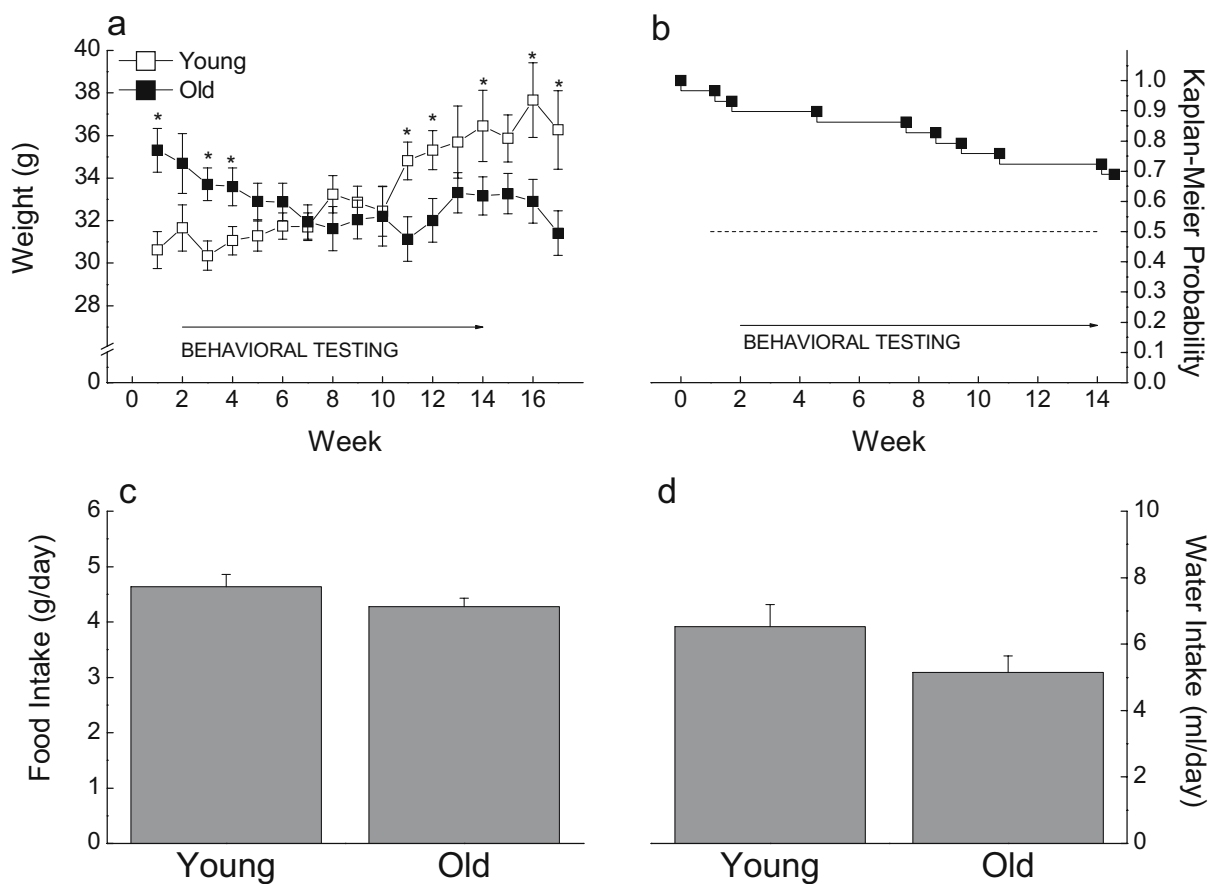 a
Young
Old
40
38
36
34
32
30
28
0
Weight (g)
* * * * * * * *
BEHAVIORAL TESTING
0 2 4 6 8 10 12 14 16
Week
b
1.0
0.9
0.8
0.7
0.6
0.5
0.4
0.3
0.2
0.1
0.0
Kaplan-Meier Probability
BEHAVIORAL TESTING
0 2 4 6 8 10 12 14
Week
c
6
5
4
3
2
1
0
Food Intake (g/day)
Young Old
d
10
8
6
4
2
0
Water Intake (ml/day)
Young Old